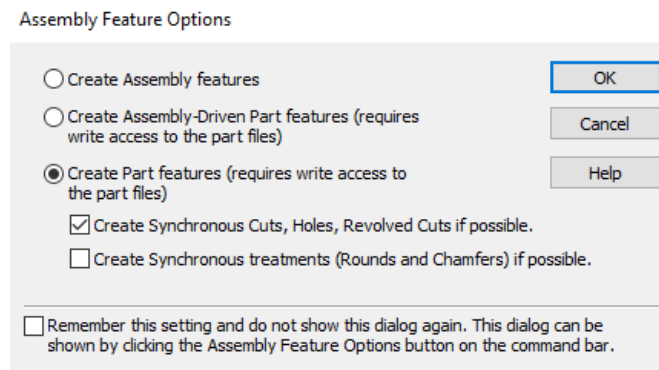 Assembly Feature Options
Create Assembly features
OK
Create Assembly-Driven Part features (requires
write access to the part files)
Cancel
Create Part features (requires write access to
the part files)
Help
Create Synchronous Cuts, Holes, Revolved Cuts if possible.
Create Synchronous treatments (Rounds and Chamfers) if possible.
Remember this setting and do not show this dialog again. This dialog can be
shown by clicking the Assembly Feature Options button on the command bar.